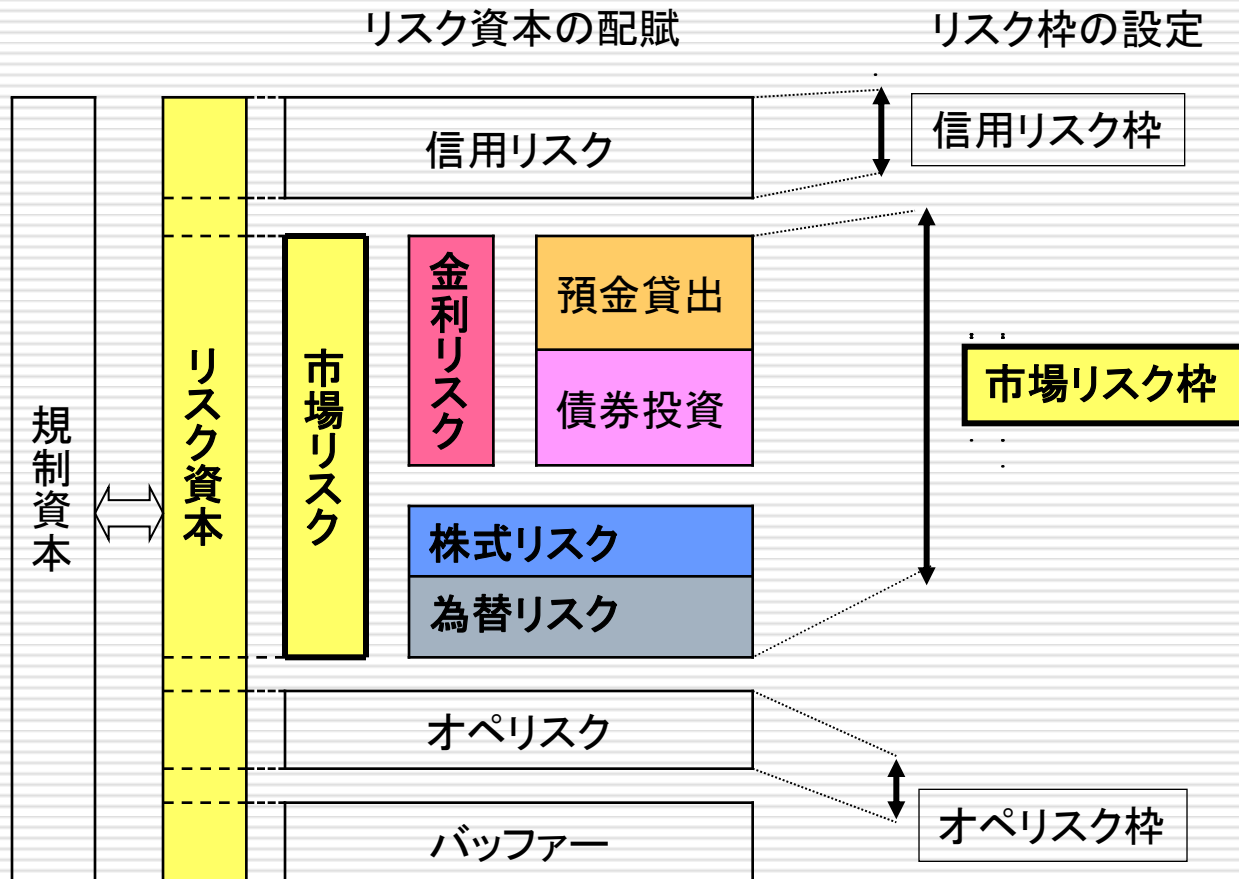 リスク資本の配賦
リスク枠の設定
規制資本
リスク資本
信用リスク
信用リスク枠
市場リスク
金利リスク
預金貸出
債券投資
市場リスク枠
株式リスク
為替リスク
オペリスク
オペリスク枠
バッファー